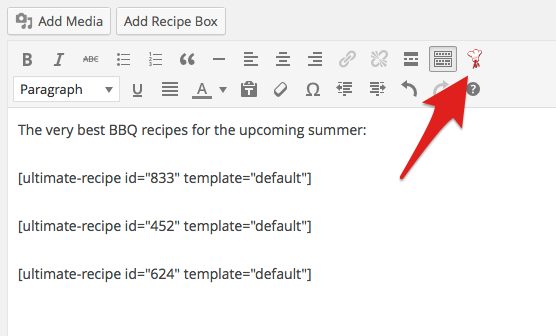 Add Media Add Recipe Box
B I ABC
Paragraph U A Ω ?
The very best BBQ recipes for the upcoming summer:
[ultimate-recipe id="833" template="default"]
[ultimate-recipe id="452" template="default"]
[ultimate-recipe id="624" template="default"]